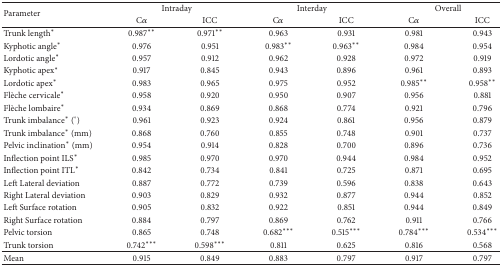 Parameter Intraday Interday Overall
Cα ICC Cα ICC Cα ICC
Trunk length* 0.987** 0.971** 0.963 0.931 0.981 0.943
Kyphotic angle* 0.976 0.951 0.983** 0.963** 0.984 0.954
Lordotic angle* 0.957 0.912 0.962 0.928 0.972 0.919
Kyphotic apex* 0.917 0.845 0.943 0.896 0.961 0.893
Lordotic apex* 0.983 0.965 0.975 0.952 0.985** 0.958**
Flèche cervicale* 0.958 0.920 0.950 0.907 0.956 0.881
Flèche lombaire* 0.934 0.869 0.868 0.774 0.921 0.796
Trunk imbalance* (°) 0.961 0.923 0.924 0.861 0.956 0.879
Trunk imbalance* (mm) 0.868 0.760 0.855 0.748 0.901 0.737
Pelvic inclination* (mm) 0.954 0.914 0.828 0.700 0.896 0.736
Inflection point ILS* 0.985 0.970 0.970 0.944 0.984 0.952
Inflection point ITL* 0.842 0.734 0.841 0.725 0.871 0.695
Left Lateral deviation 0.887 0.772 0.739 0.596 0.838 0.643
Right Lateral deviation 0.903 0.829 0.932 0.877 0.944 0.852
Left Surface rotation 0.905 0.832 0.922 0.851 0.944 0.849
Right Surface rotation 0.884 0.797 0.869 0.762 0.911 0.766
Pelvic torsion 0.865 0.748 0.682*** 0.515*** 0.784*** 0.534***
Trunk torsion 0.742*** 0.598*** 0.811 0.625 0.816 0.568
Mean 0.915 0.849 0.883 0.797 0.917 0.797